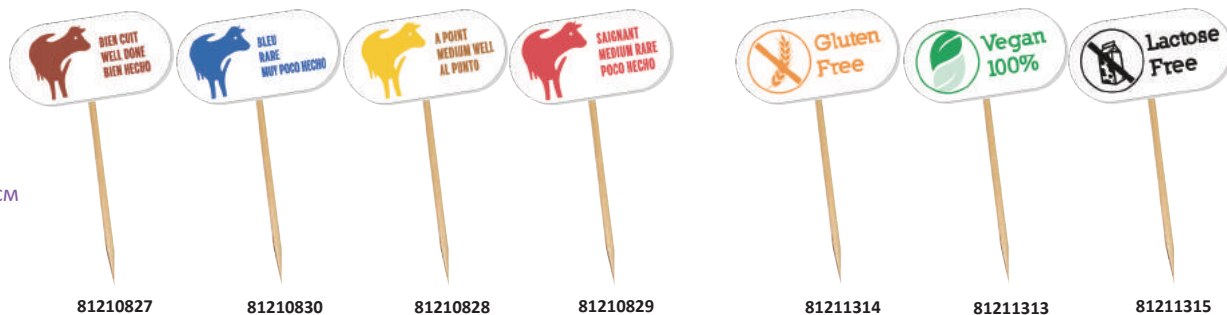 BIEN CUIT
WELL DONE
BIEN HECHO
BLEU
RARE
MUY POCO HECHO
A POINT
MEDIUM WELL
AL PUNTO
SAIGNANT
MEDIUM RARE
POCO HECHO
Gluten
Free
Vegan
100%
Lactose
Free
см
81210827
81210830
81210828
81210829
81211314
81211313
81211315